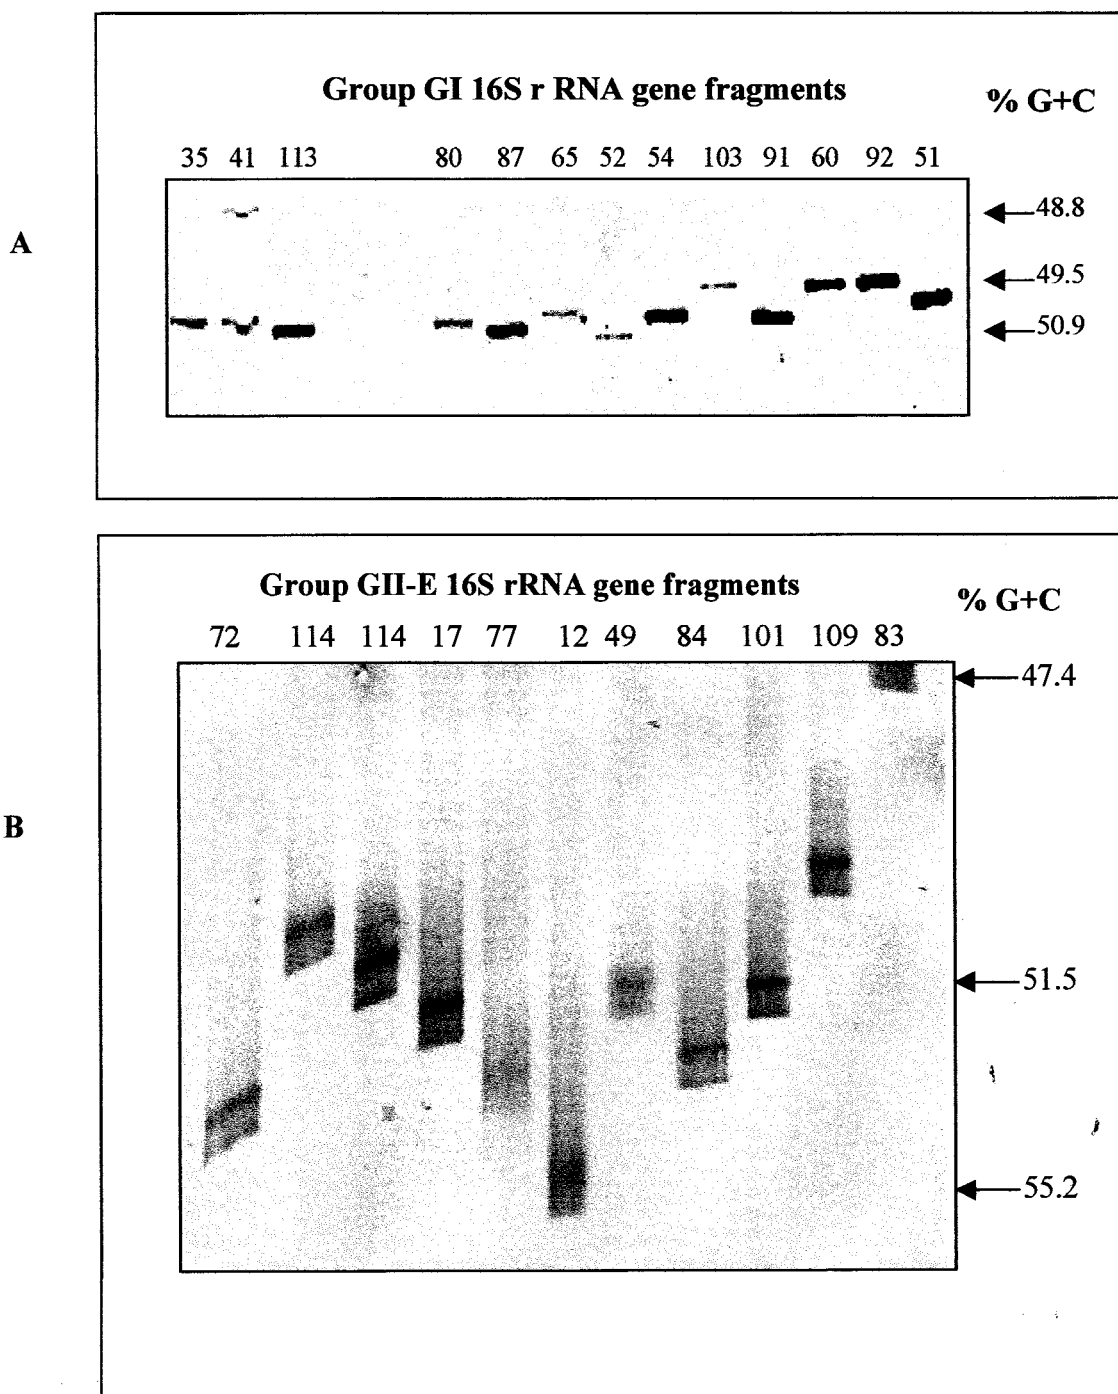 Group GI 16S r RNA gene fragments
% G+C
35 41 113 80 87 65 52 54 103 91 60 92 51
48.8
A
49.5
50.9
Group GII-E 16S rRNA gene fragments
% G+C
72 114 114 17 77 12 49 84 101 109 83
47.4
B
51.5
55.2